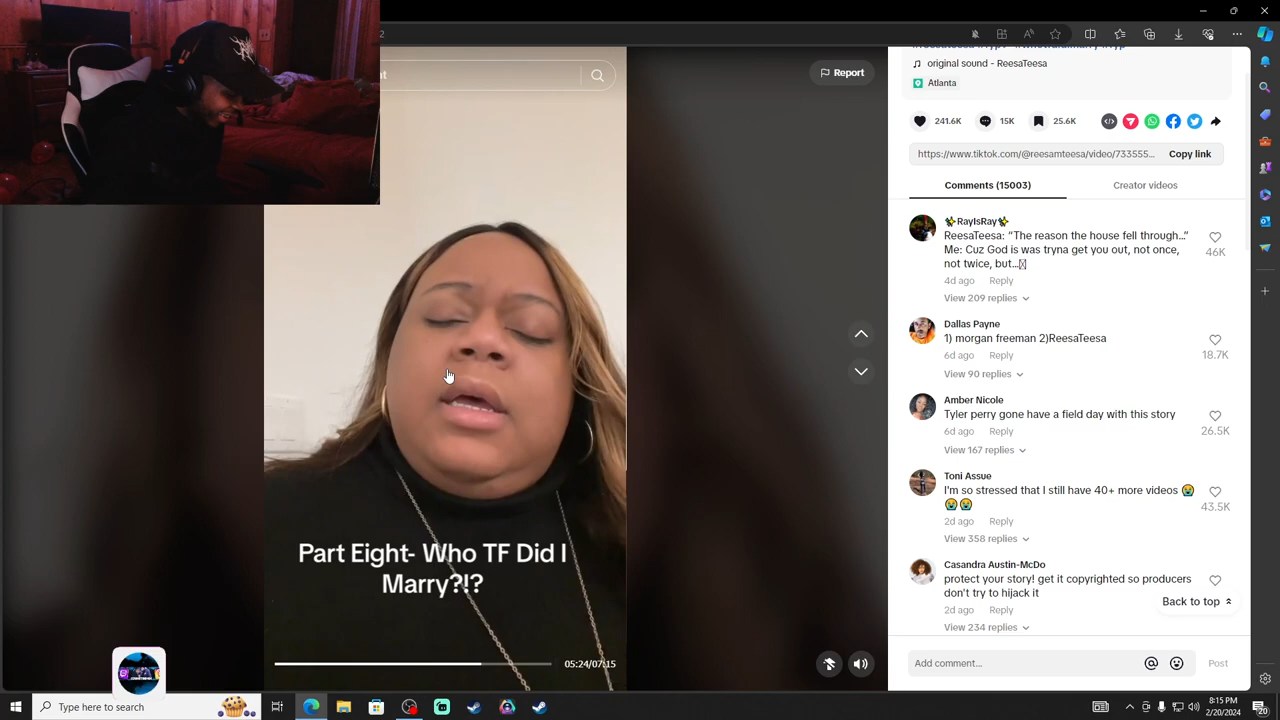 2
nt
Report
Part Eight- Who TF Did I
Marry?!?
05:24/07:15
original sound - ReesaTeesa
Atlanta
241.6K
15K
25.6K
https://www.tiktok.com/@reesamteesa/video/733555...
Copy link
Comments (15003)
Creator videos
✨RayIsRay✨
ReesaTeesa: “The reason the house fell through...”
Me: Cuz God is was tryna get you out, not once,
not twice, but...
46K
4d ago Reply
View 209 replies
Dallas Payne
1) morgan freeman 2)ReesaTeesa
18.7K
6d ago Reply
View 90 replies
Amber Nicole
Tyler perry gone have a field day with this story
26.5K
6d ago Reply
View 167 replies
Toni Assue
I'm so stressed that I still have 40+ more videos 😭
😭😭
43.5K
2d ago Reply
View 358 replies
Casandra Austin-McDo
protect your story! get it copyrighted so producers
don't try to hijack it
2d ago Reply
View 234 replies
Back to top
Add comment...
Post
Type here to search
8:15 PM
2/20/2024
20